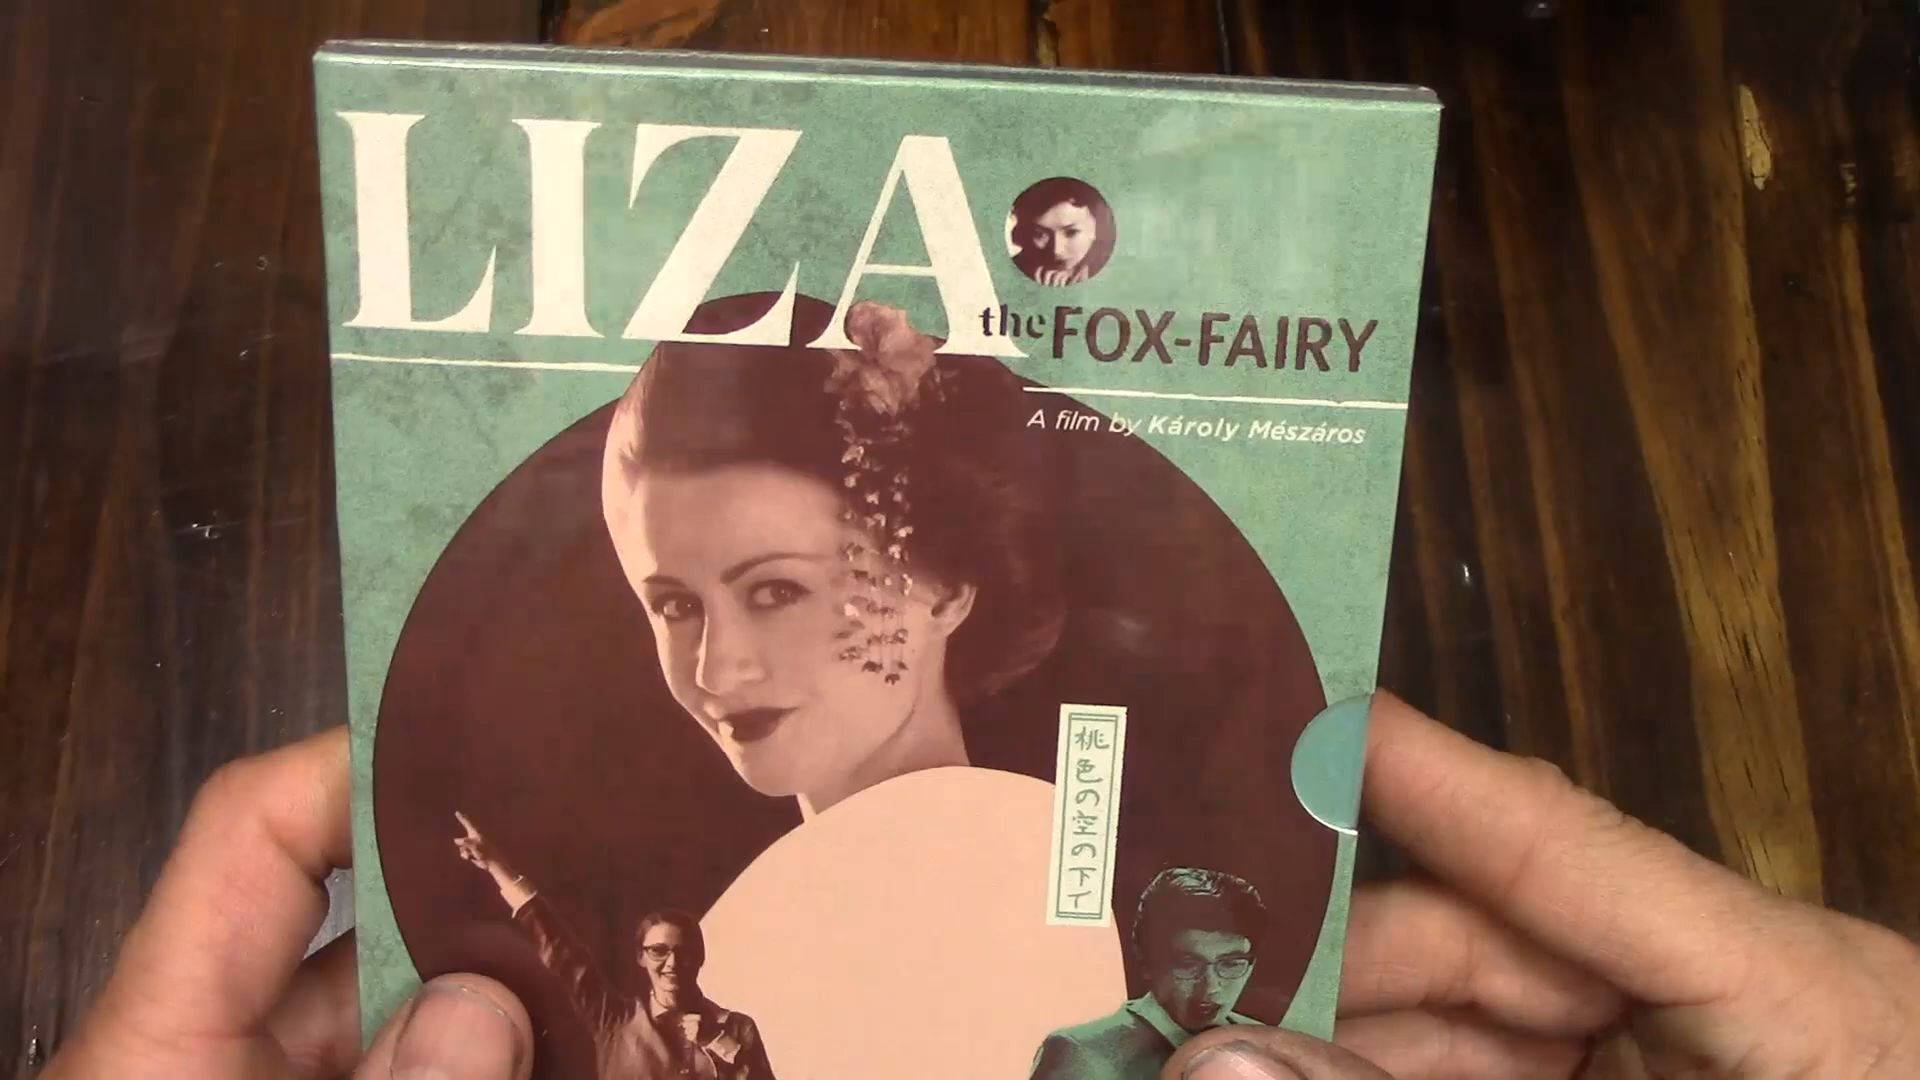 LIZA
the FOX-FAIRY
A film by Károly Mészáros
桃色の空の下で